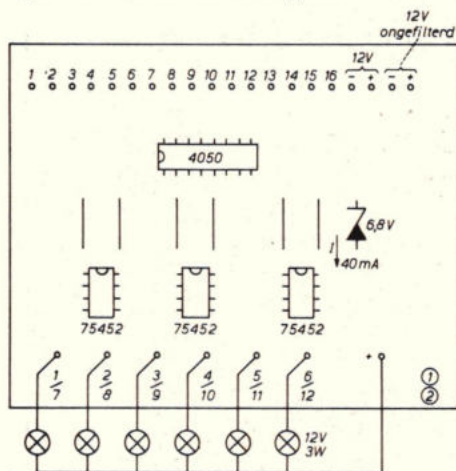 12V
ongefilterd
12V
1 2 3 4 5 6 7 8 9 10 11 12 13 14 15 16 - + - +
4050
6,8V
I
40mA
75452 75452 75452
1/7 2/8 3/9 4/10 5/11 6/12 +
①
②
12V
3W